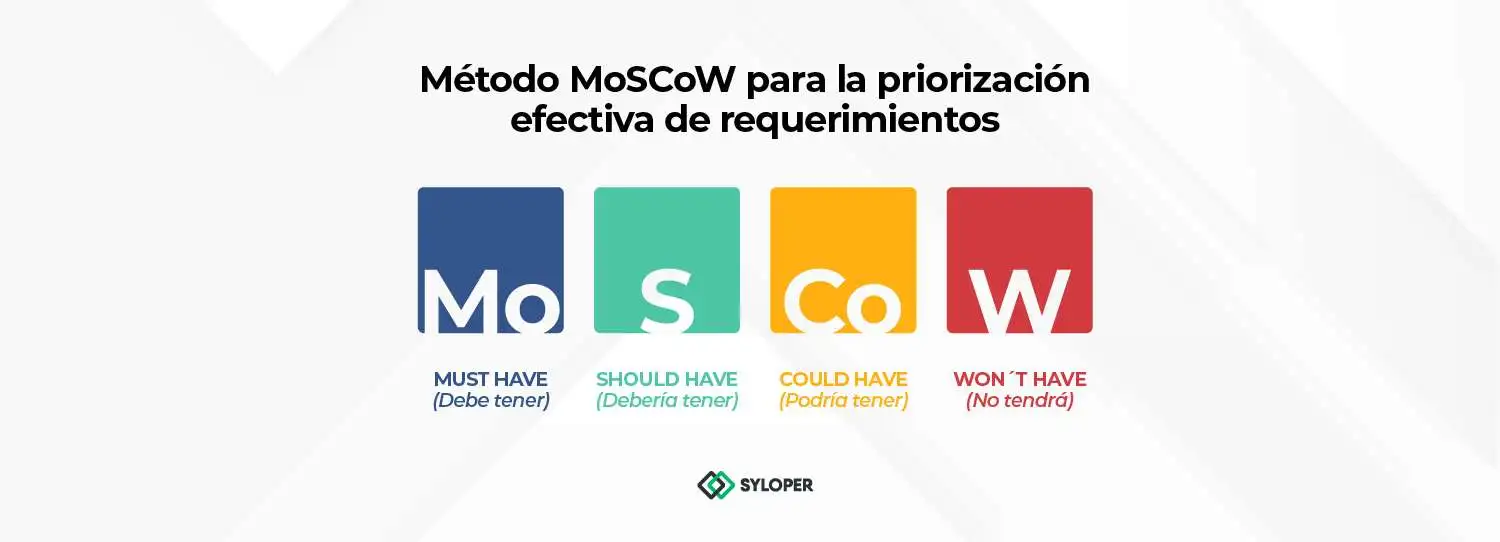 Método MoSCoW para la priorización
efectiva de requerimientos
Mo
S
Co
W
MUST HAVE
(Debe tener)
SHOULD HAVE
(Debería tener)
COULD HAVE
(Podría tener)
WON´T HAVE
(No tendrá)
SYLOPER